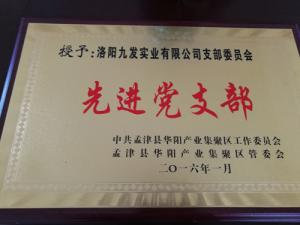 授予：洛阳九发实业有限公司支部委员会
先进党支部
中共孟津县华阳产业集聚区工作委员会
孟津县华阳产业集聚区管委会
二〇一六年一月